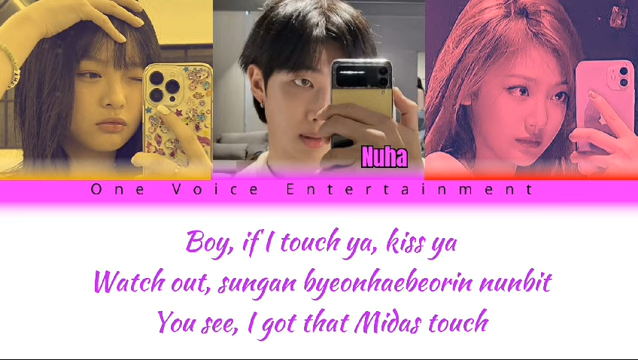 Nuha
One Voice Entertainment
Boy, if I touch ya, kiss ya
Watch out, sungan byeonhaebeorin nunbit
You see, I got that Midas touch